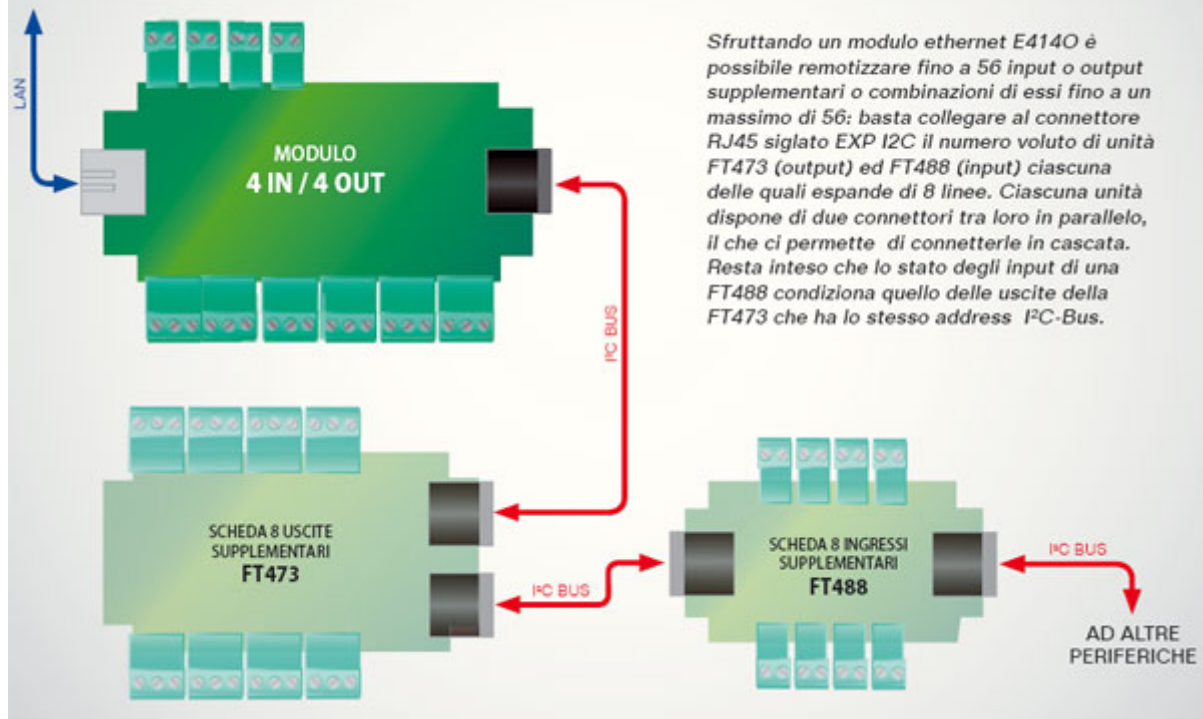 LAN
MODULO
4 IN / 4 OUT
Sfruttando un modulo ethernet E414O è
possibile remotizzare fino a 56 input o output
supplementari o combinazioni di essi fino a un
massimo di 56: basta collegare al connettore
RJ45 siglato EXP I2C il numero voluto di unità
FT473 (output) ed FT488 (input) ciascuna
delle quali espande di 8 linee. Ciascuna unità
dispone di due connettori tra loro in parallelo,
il che ci permette di connetterle in cascata.
Resta inteso che lo stato degli input di una
FT488 condiziona quello delle uscite della
FT473 che ha lo stesso address I²C-Bus.
I²C BUS
SCHEDA 8 USCITE
SUPPLEMENTARI
FT473
I²C BUS
SCHEDA 8 INGRESSI
SUPPLEMENTARI
FT488
I²C BUS
AD ALTRE
PERIFERICHE